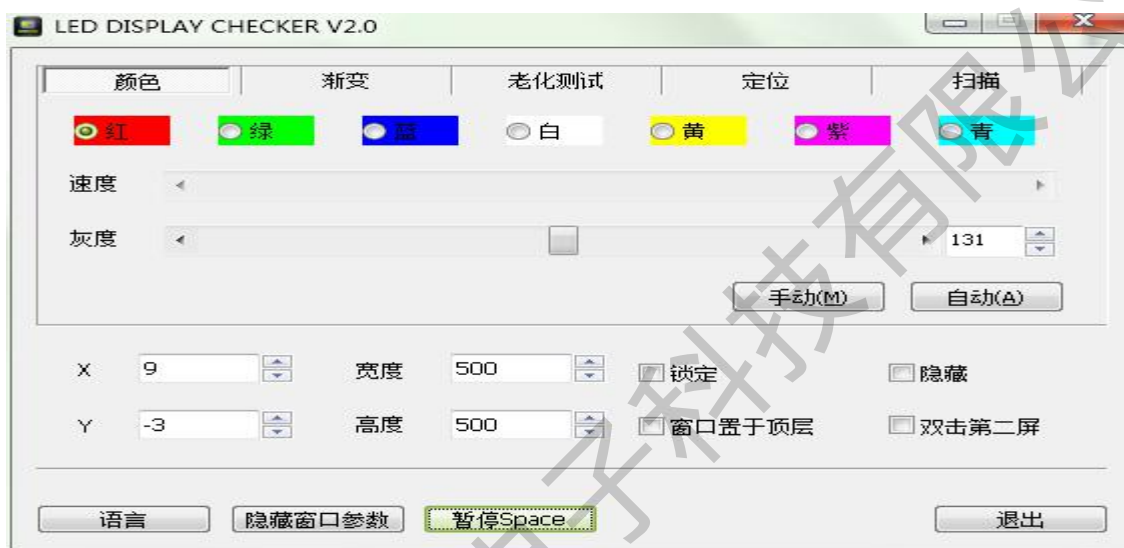 LED DISPLAY CHECKER V2.0
颜色 渐变 老化测试 定位 扫描
红 绿 蓝 白 黄 紫 青
速度
灰度 131
手动(M) 自动(A)
X 9 宽度 500 锁定 隐藏
Y -3 高度 500 窗口置于顶层 双击第二屏
语言 隐藏窗口参数 暂停Space 退出
子科技有限公